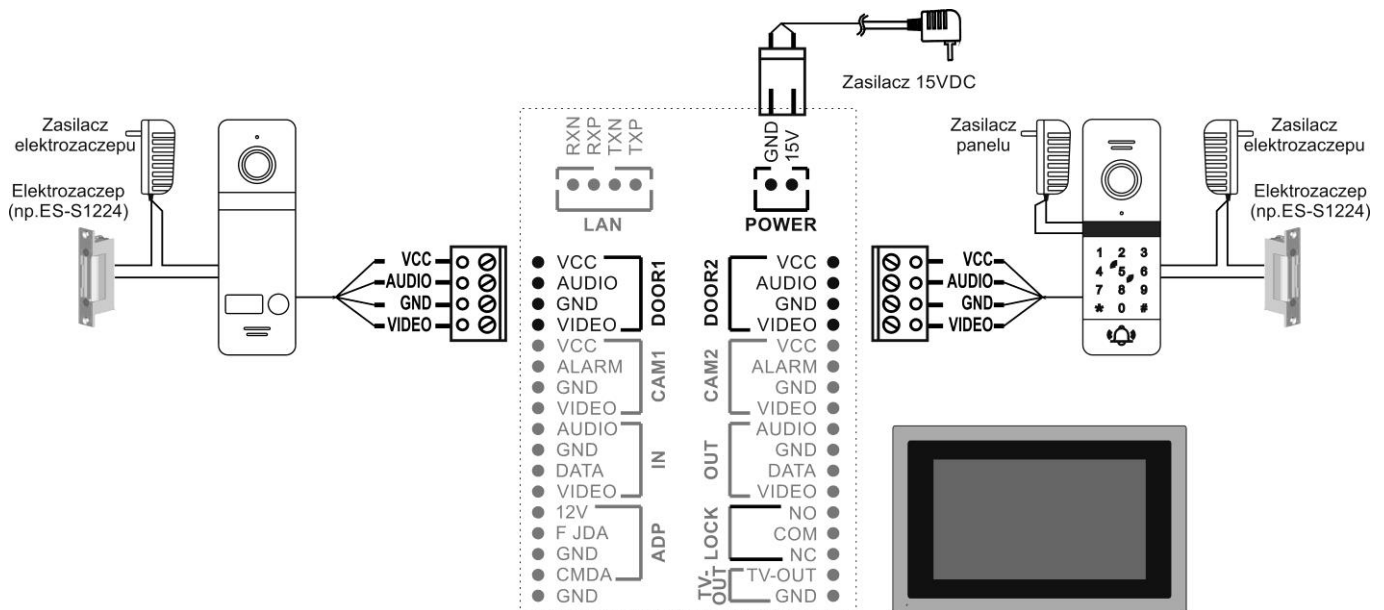 Zasilacz 15VDC
Zasilacz
elektrozaczepu
Elektrozaczep
(np.ES-S1224)
VCC
AUDIO
GND
VIDEO
RXN
RXP
TXN
TXP
LAN
GND
15V
POWER
VCC
AUDIO
GND
VIDEO
DOOR1
VCC
ALARM
GND
VIDEO
CAM1
AUDIO
GND
DATA
VIDEO
IN
12V
F JDA
GND
CMDA
ADP
GND
VCC
AUDIO
GND
VIDEO
DOOR2
VCC
ALARM
GND
VIDEO
CAM2
AUDIO
GND
DATA
VIDEO
OUT
NO
COM
NC
LOCK
TV-OUT
GND
TV-
OUT
VCC
AUDIO
GND
VIDEO
Zasilacz
panelu
1 2 3
4 5 6
7 8 9
* 0 #
Zasilacz
elektrozaczepu
Elektrozaczep
(np.ES-S1224)